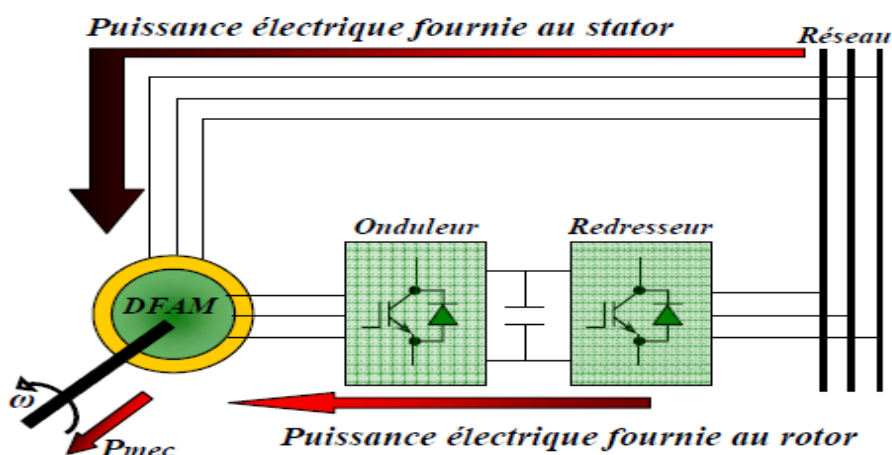 Puissance électrique fournie au stator
Réseau
Onduleur
Redresseur
DFAM
ω
Pmec
Puissance électrique fournie au rotor